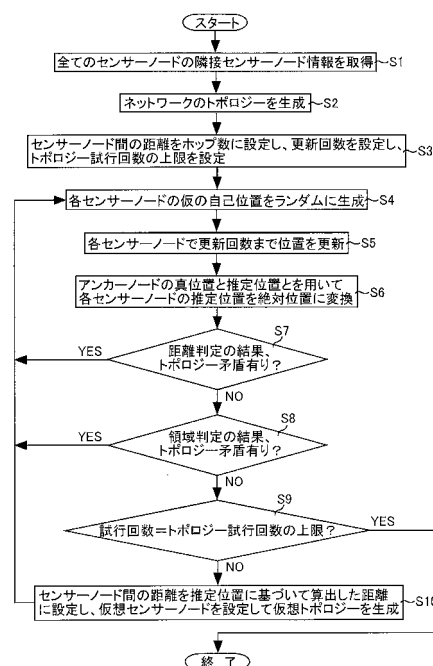 スタート
全てのセンサーノードの隣接センサーノード情報を取得
S1
ネットワークのトポロジーを生成
S2
センサーノード間の距離をホップ数に設定し、更新回数を設定し、
トポロジー試行回数の上限を設定
S3
各センサーノードの仮の自己位置をランダムに生成
S4
各センサーノードで更新回数まで位置を更新
S5
アンカーノードの真位置と推定位置とを用いて
各センサーノードの推定位置を絶対位置に変換
S6
S7
YES
距離判定の結果、
トポロジー矛盾有り?
NO
S8
YES
領域判定の結果、
トポロジー矛盾有り?
NO
S9
試行回数=トポロジー試行回数の上限?
YES
NO
センサーノード間の距離を推定位置に基づいて算出した距離
に設定し、仮想センサーノードを設定して仮想トポロジーを生成
S10
終了